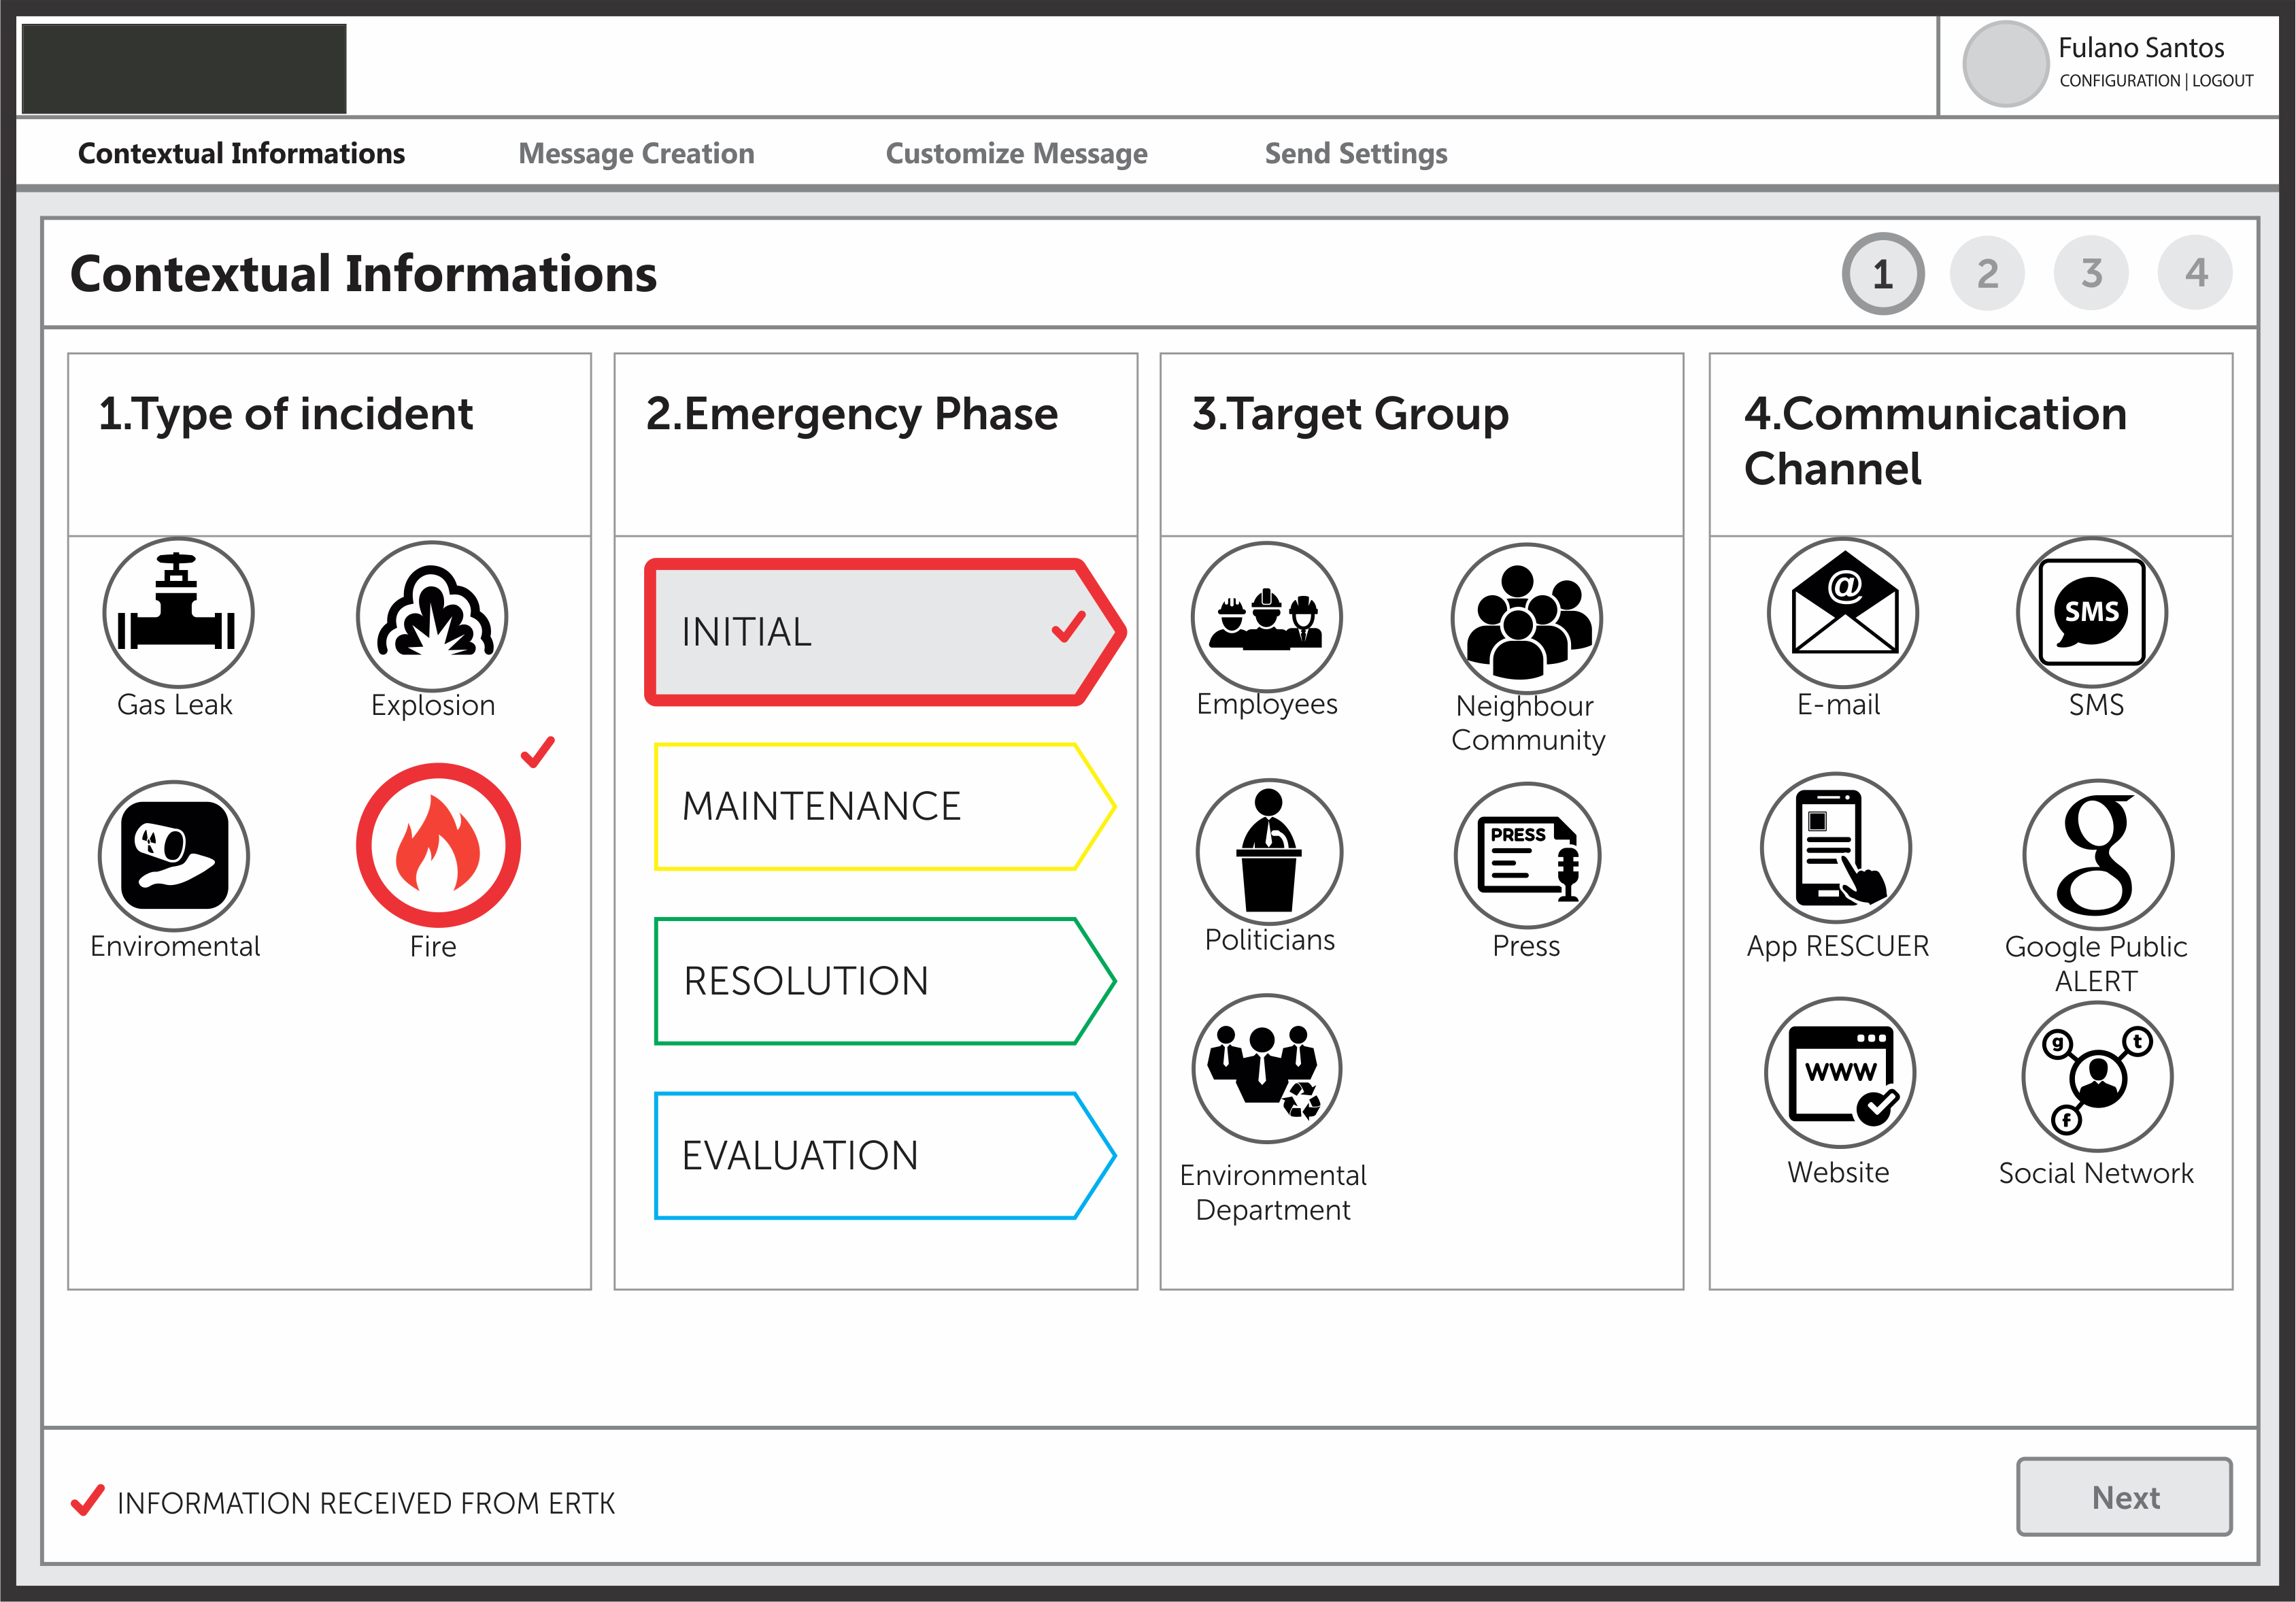 Fulano Santos
CONFIGURATION | LOGOUT
Contextual Informations Message Creation Customize Message Send Settings
Contextual Informations
1 2 3 4
1.Type of incident
Gas Leak Explosion
Enviromental Fire
2.Emergency Phase
INITIAL
MAINTENANCE
RESOLUTION
EVALUATION
3.Target Group
Employees
Neighbour
Community
Politicians
PRESS
Press
Environmental
Department
4.Communication
Channel
@
E-mail
SMS
SMS
App RESCUER
g
Google Public
ALERT
www
Website
g t
f
Social Network
INFORMATION RECEIVED FROM ERTK
Next